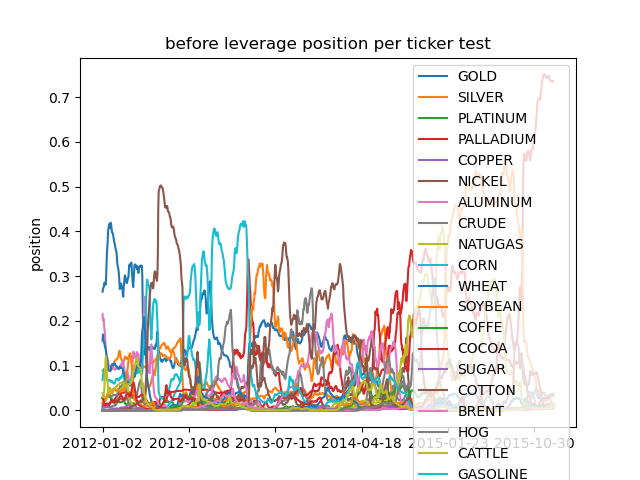 before leverage position per ticker test
position
0.7
0.6
0.5
0.4
0.3
0.2
0.1
0.0
2012-01-02 2012-10-08 2013-07-15 2014-04-18 2015-01-23 2015-10-30
GOLD
SILVER
PLATINUM
PALLADIUM
COPPER
NICKEL
ALUMINUM
CRUDE
NATUGAS
CORN
WHEAT
SOYBEAN
COFFE
COCOA
SUGAR
COTTON
BRENT
HOG
CATTLE
GASOLINE